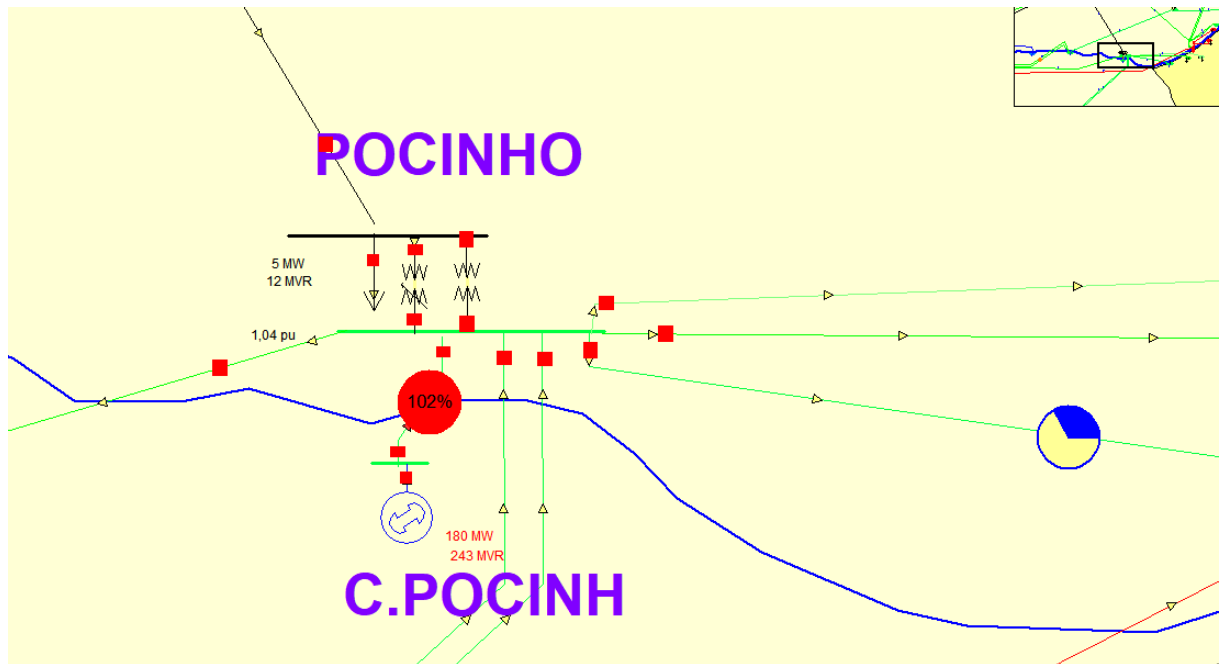 POCINHO
5 MW
12 MVR
1,04 pu
102%
180 MW
243 MVR
C.POCINH